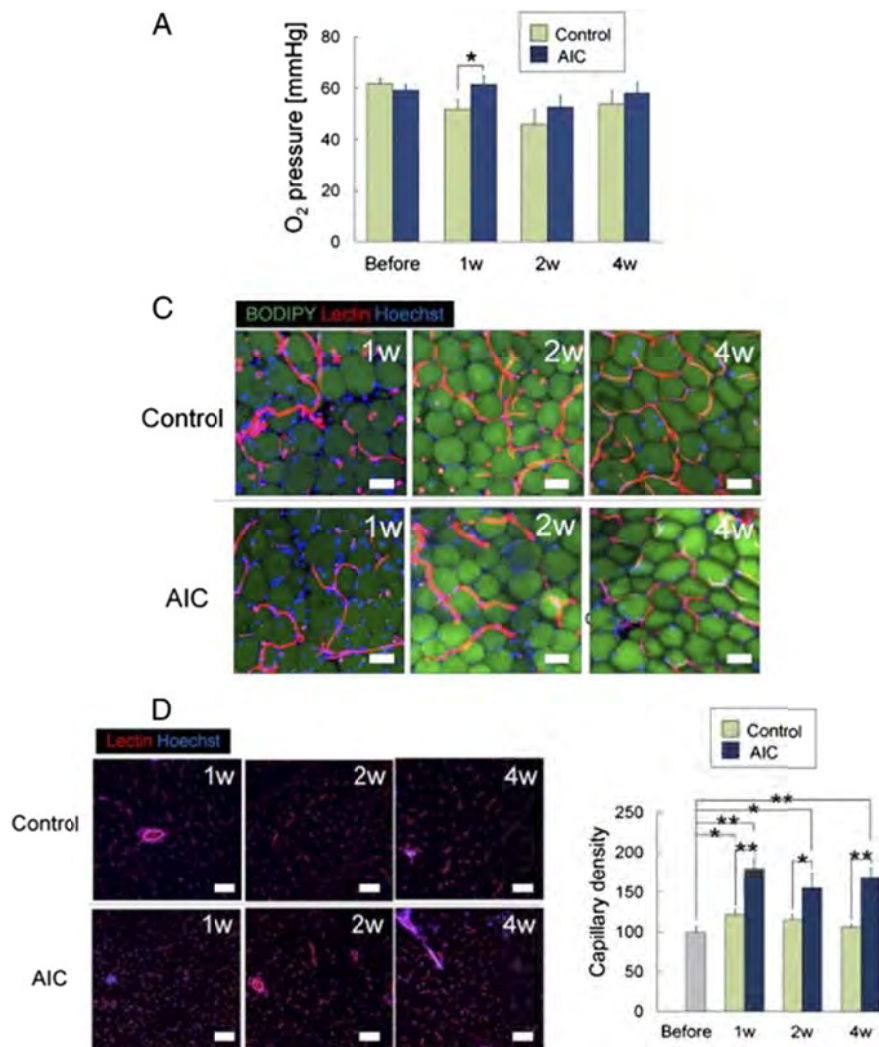 A
Control
AIC
O₂ pressure [mmHg]
80
60
40
20
0
*
Before 1w 2w 4w
C
BODIPY Lectin Hoechst
Control
1w 2w 4w
AIC
1w 2w 4w
D
Lectin Hoechst
Control
1w 2w 4w
AIC
1w 2w 4w
Control
AIC
Capillary density
250
200
150
100
50
0
**
*
**
*
**
*
**
Before 1w 2w 4w